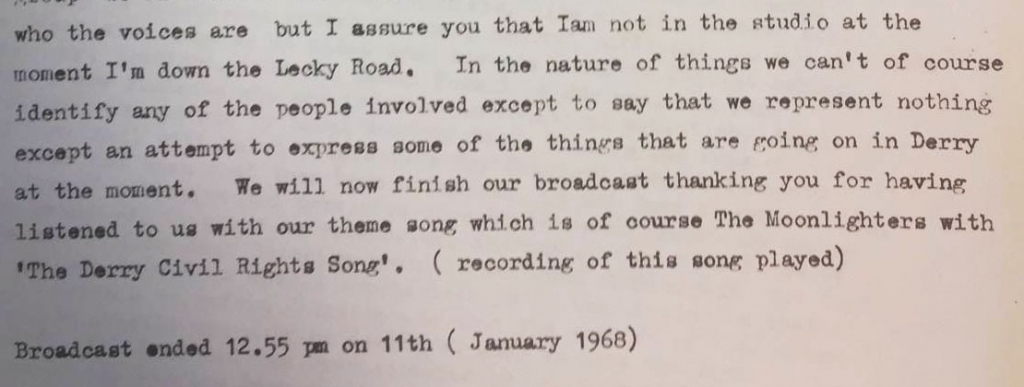 who the voices are but I assure you that Iam not in the studio at the
moment I'm down the Lecky Road. In the nature of things we can't of course
identify any of the people involved except to say that we represent nothing
except an attempt to express some of the things that are going on in Derry
at the moment. We will now finish our broadcast thanking you for having
listened to us with our theme song which is of course The Moonlighters with
'The Derry Civil Rights Song'. ( recording of this song played)
Broadcast ended 12.55 pm on 11th ( January 1968)